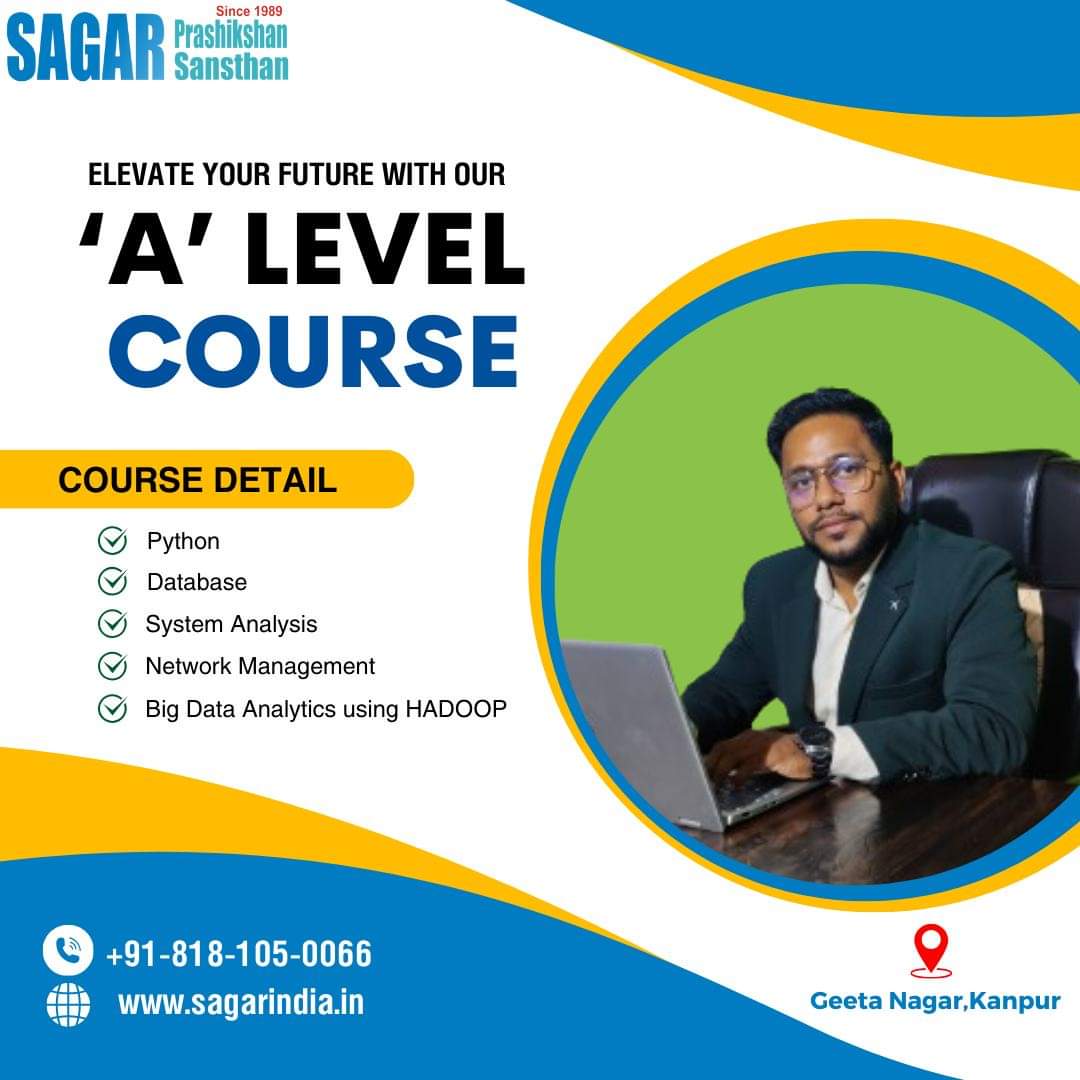 Since 1989
SAGAR Prashikshan
Sansthan
ELEVATE YOUR FUTURE WITH OUR
‘A’ LEVEL
COURSE
COURSE DETAIL
Python
Database
System Analysis
Network Management
Big Data Analytics using HADOOP
+91-818-105-0066
www.sagarindia.in
Geeta Nagar,Kanpur